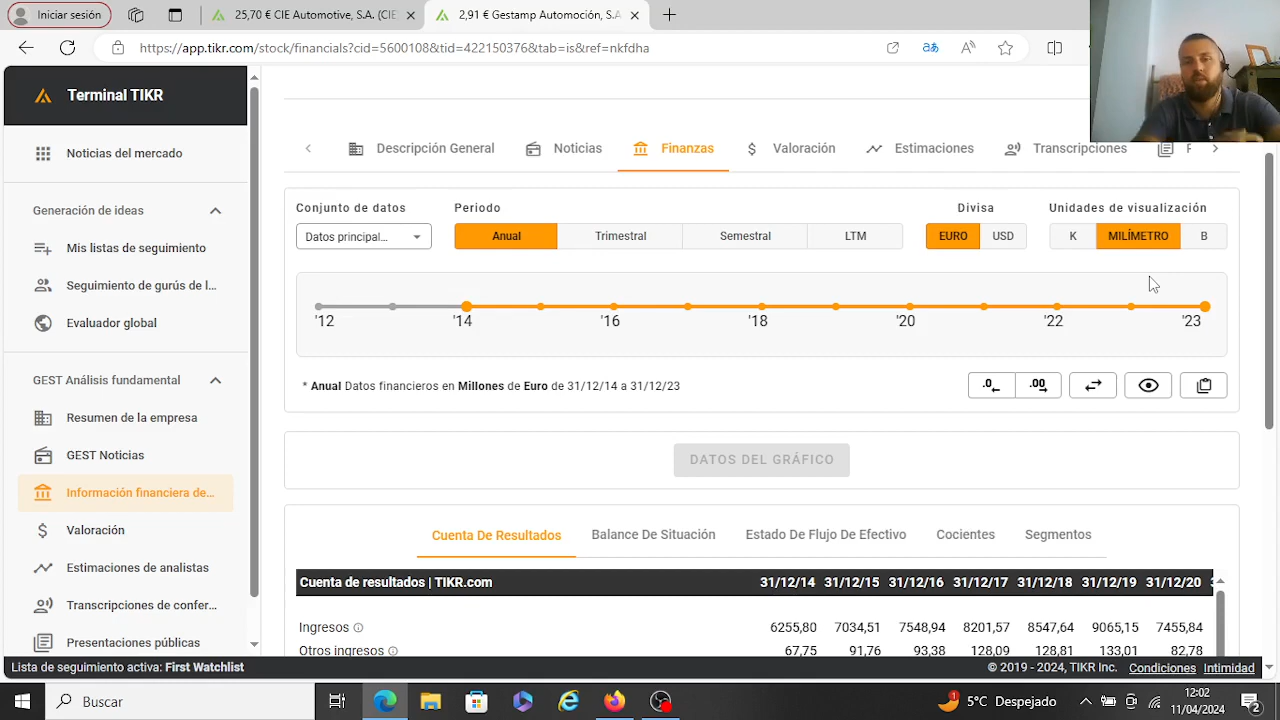 Iniciar sesión
25,70 € CIE Automotive, S.A. (CIE
2,91 € Gestamp Automoción, S.A
https://app.tikr.com/stock/financials?cid=5600108&tid=422150376&tab=is&ref=nkfdha
Terminal TIKR
Noticias del mercado
Generación de ideas
Mis listas de seguimiento
Seguimiento de gurús de l...
Evaluador global
GEST Análisis fundamental
Resumen de la empresa
GEST Noticias
Información financiera de...
Valoración
Estimaciones de analistas
Transcripciones de confer...
Presentaciones públicas
Descripción General
Noticias
Finanzas
Valoración
Estimaciones
Transcripciones
Conjunto de datos
Periodo
Divisa
Unidades de visualización
Datos principal...
Anual
Trimestral
Semestral
LTM
EURO
USD
K
MILÍMETRO
B
'12 '14 '16 '18 '20 '22 '23
* Anual Datos financieros en Millones de Euro de 31/12/14 a 31/12/23
.0 .00
DATOS DEL GRÁFICO
Cuenta De Resultados
Balance De Situación
Estado De Flujo De Efectivo
Cocientes
Segmentos
Cuenta de resultados | TIKR.com 31/12/14 31/12/15 31/12/16 31/12/17 31/12/18 31/12/19 31/12/20
Ingresos 6255,80 7034,51 7548,94 8201,57 8547,64 9065,15 7455,84
Otros ingresos 67,75 91,76 93,38 128,09 128,81 133,01 82,78
Lista de seguimiento activa: First Watchlist
© 2019 - 2024, TIKR Inc. Condiciones Intimidad
Buscar
1
5°C Despejado
12:02
11/04/2024
2